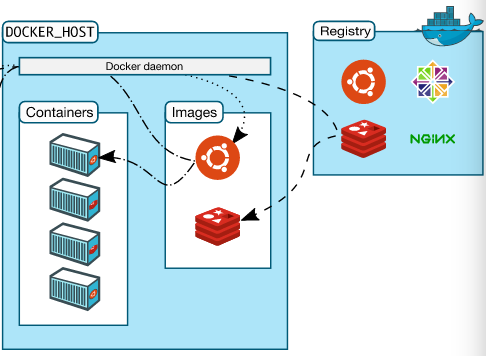 DOCKER_HOST
Registry
Docker daemon
Containers
Images
NGiNX